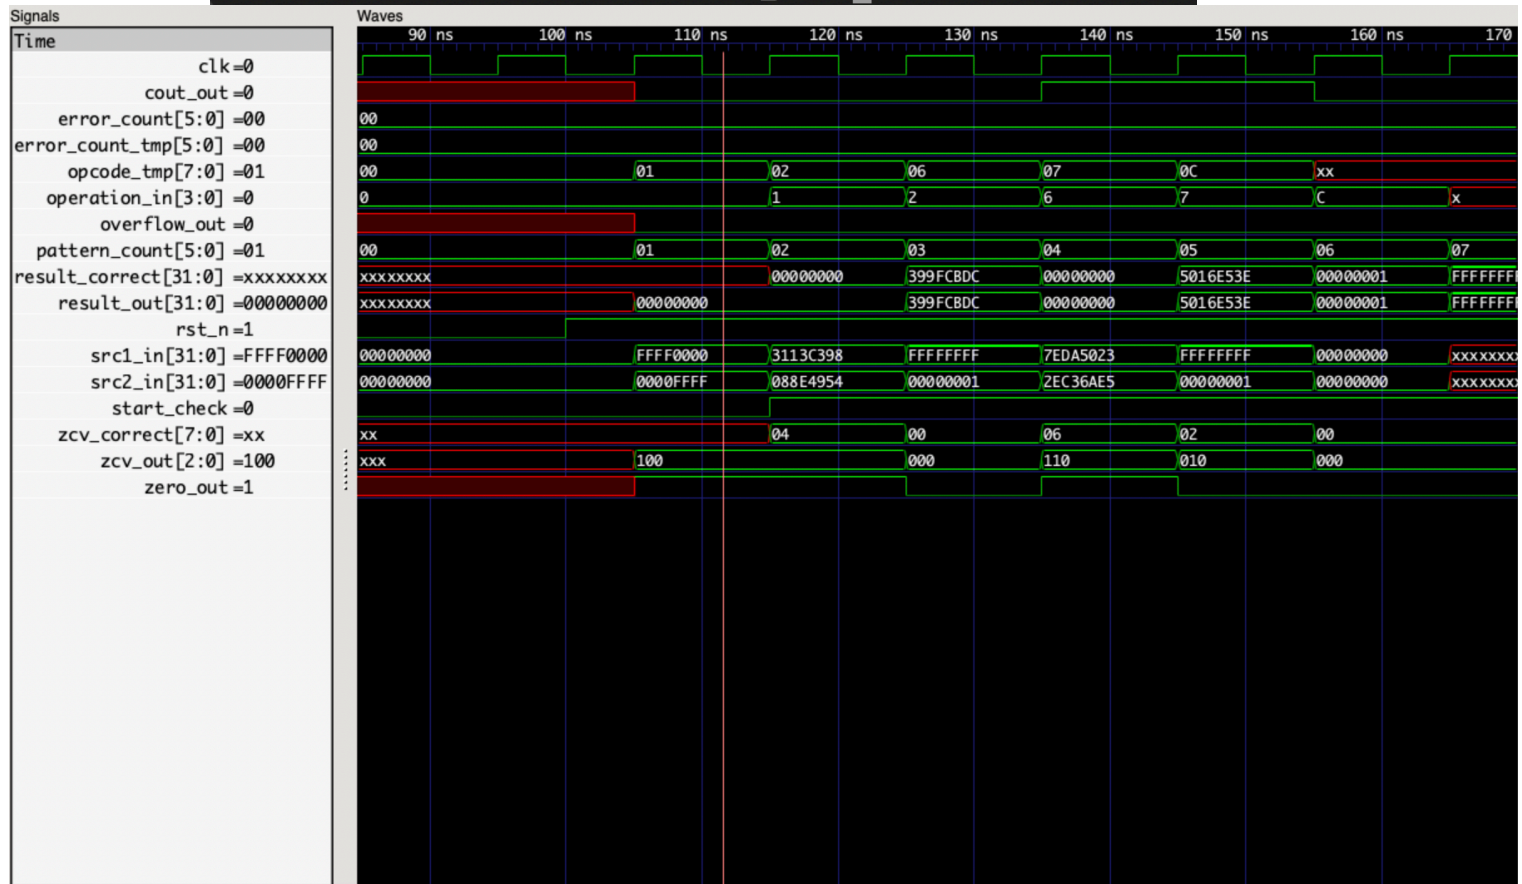 Signals Waves
Time 90 ns 100 ns 110 ns 120 ns 130 ns 140 ns 150 ns 160 ns 170
clk=0
cout_out=0
error_count[5:0] =00 00
error_count_tmp[5:0] =00 00
opcode_tmp[7:0] =01 00 01 02 06 07 0C xx
operation_in[3:0] =0 0 1 2 6 7 C x
overflow_out=0
pattern_count[5:0] =01 00 01 02 03 04 05 06 07
result_correct[31:0] =xxxxxxxx xxxxxxxx 00000000 399FCBDC 00000000 5016E53E 00000001 FFFFFFFF
result_out[31:0] =00000000 xxxxxxxx 00000000 399FCBDC 00000000 5016E53E 00000001 FFFFFFFF
rst_n=1
src1_in[31:0] =FFFF0000 00000000 FFFF0000 3113C398 FFFFFFFF 7EDA5023 FFFFFFFF 00000000 xxxxxxxx
src2_in[31:0] =0000FFFF 00000000 0000FFFF 088E4954 00000001 2EC36AE5 00000001 00000000 xxxxxxxx
start_check=0
zcv_correct[7:0] =xx xx 04 00 06 02 00
zcv_out[2:0] =100 xxx 100 000 110 010 000
zero_out=1